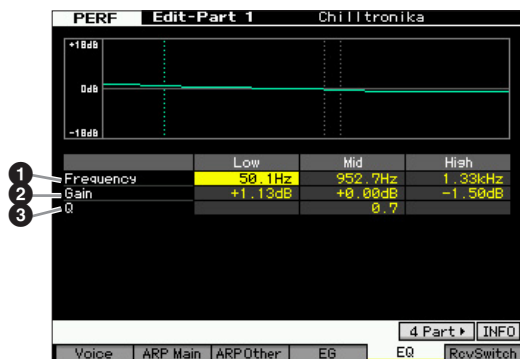 PERF Edit-Part 1 Chilltronika
+18dB
0dB
-18dB
Low Mid High
1 Frequency 50.1Hz 952.7Hz 1.33kHz
2 Gain +1.13dB +0.00dB -1.50dB
3 Q 0.7
4 Part INFO
Voice ARP Main ARP Other EG EQ RcvSwitch